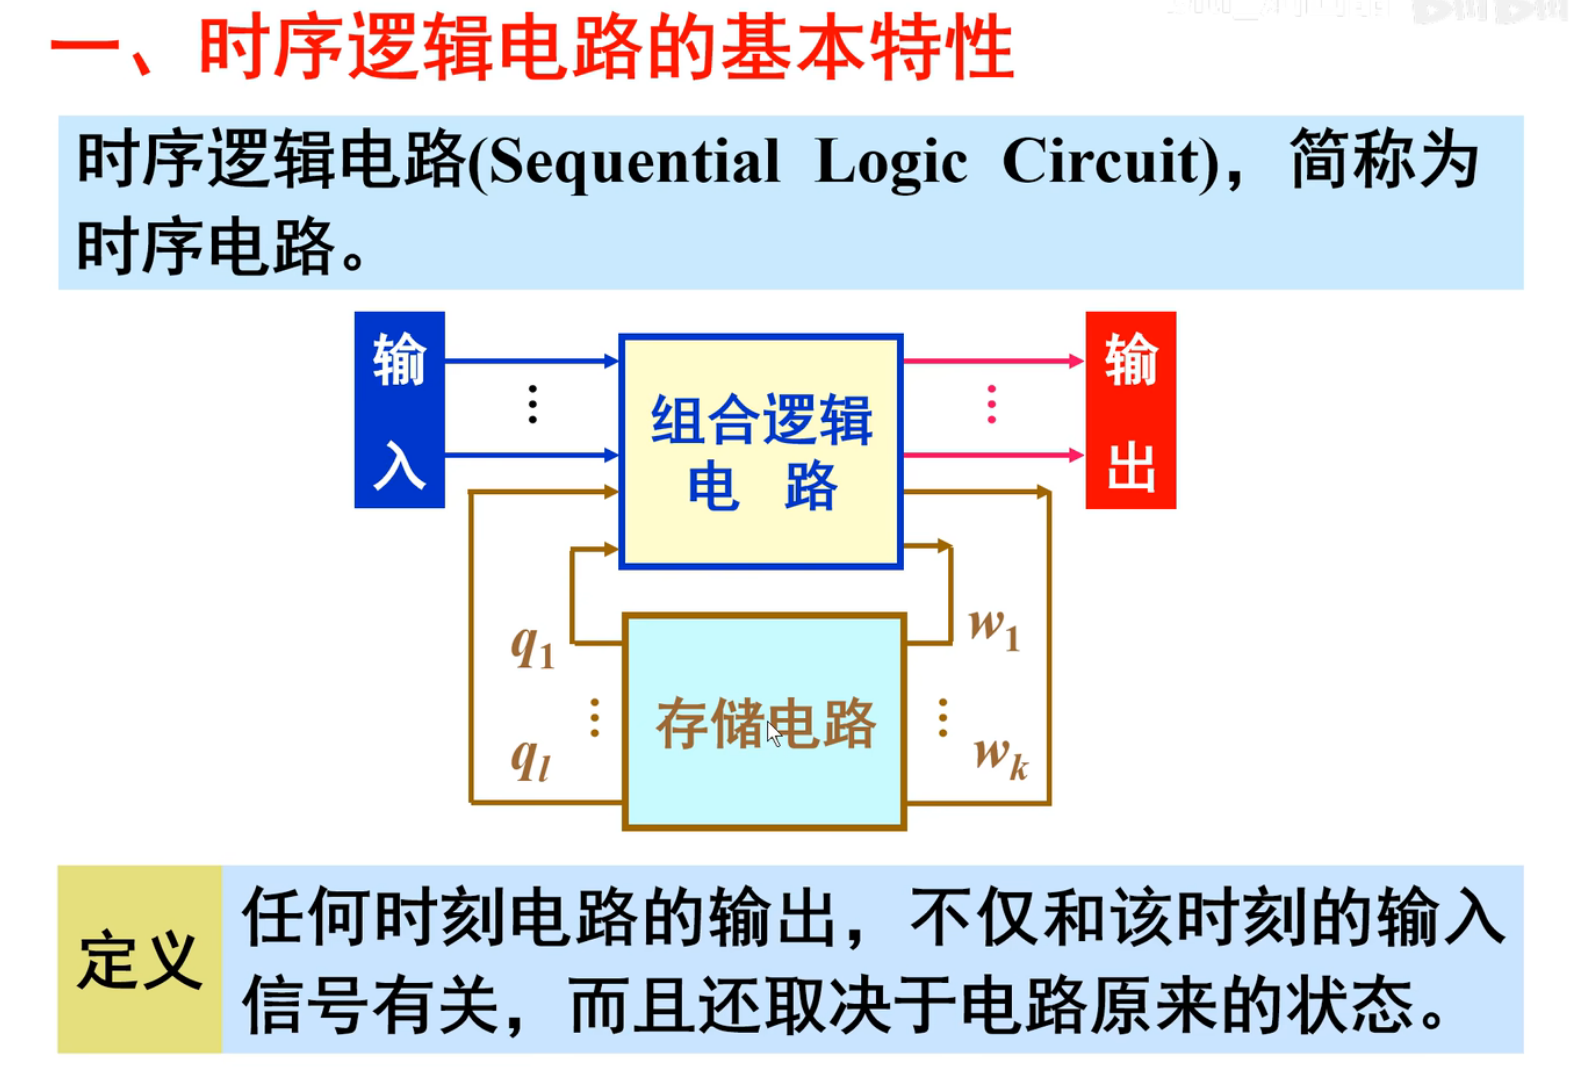 一、时序逻辑电路的基本特性
时序逻辑电路(Sequential Logic Circuit)，简称为
时序电路。
输入
组合逻辑
电路
输出
q1
⋮
ql
存储电路
w1
⋮
wk
定义
任何时刻电路的输出，不仅和该时刻的输入
信号有关，而且还取决于电路原来的状态。